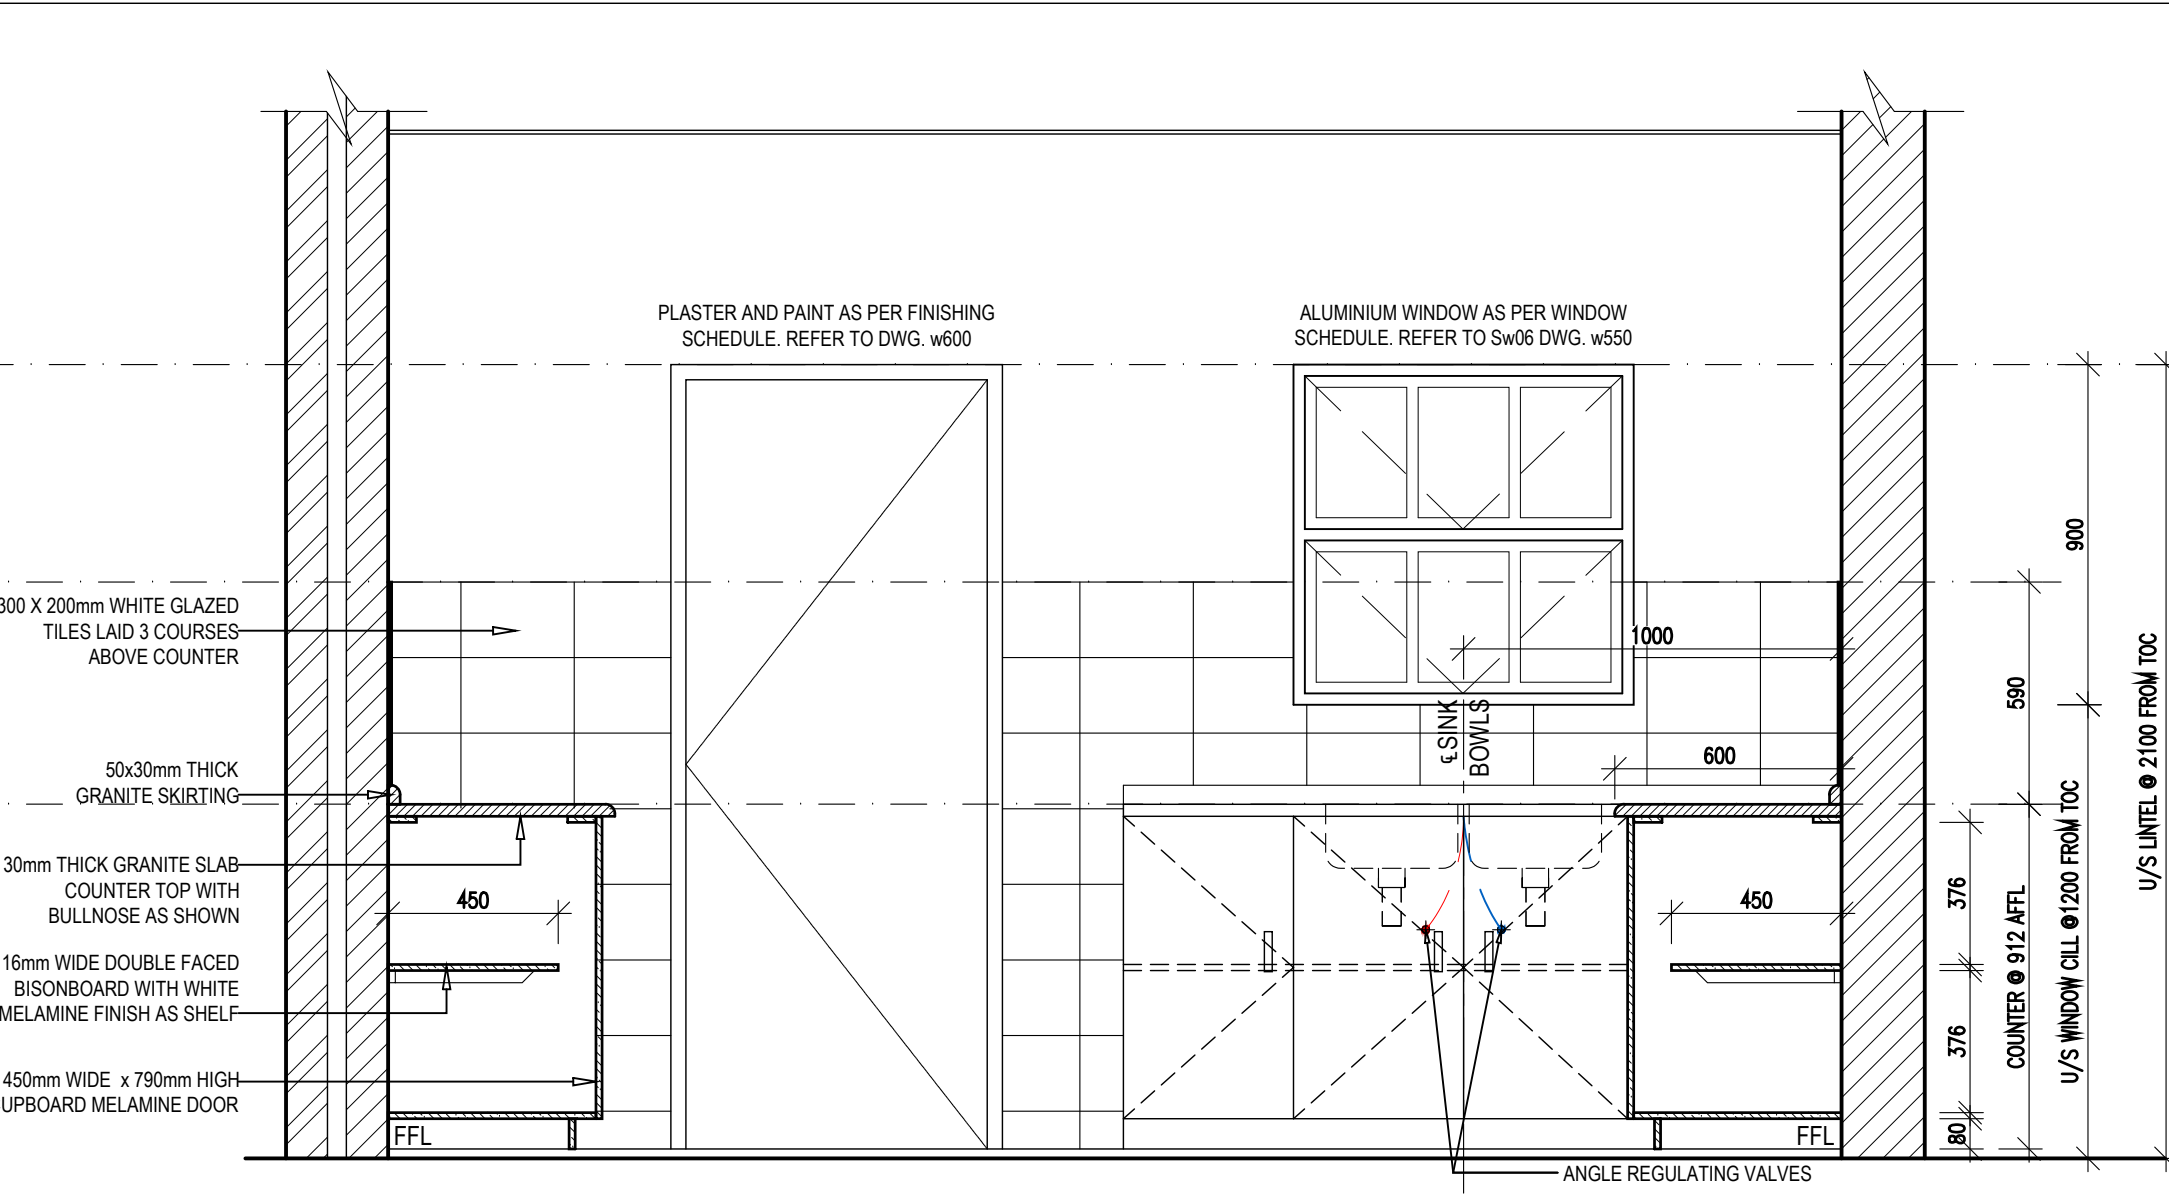 PLASTER AND PAINT AS PER FINISHING
SCHEDULE. REFER TO DWG. w600
ALUMINIUM WINDOW AS PER WINDOW
SCHEDULE. REFER TO Sw06 DWG. w550
300 X 200mm WHITE GLAZED
TILES LAID 3 COURSES
ABOVE COUNTER
50x30mm THICK
GRANITE SKIRTING
30mm THICK GRANITE SLAB
COUNTER TOP WITH
BULLNOSE AS SHOWN
16mm WIDE DOUBLE FACED
BISONBOARD WITH WHITE
MELAMINE FINISH AS SHELF
450mm WIDE x 790mm HIGH
UPBOARD MELAMINE DOOR
450
FFL
℄ SINK
BOWLS
1000
600
450
FFL
ANGLE REGULATING VALVES
376
376
80
590
COUNTER @ 912 AFFL
900
U/S WINDOW CILL @1200 FROM TOC
U/S LINTEL @ 2100 FROM TOC